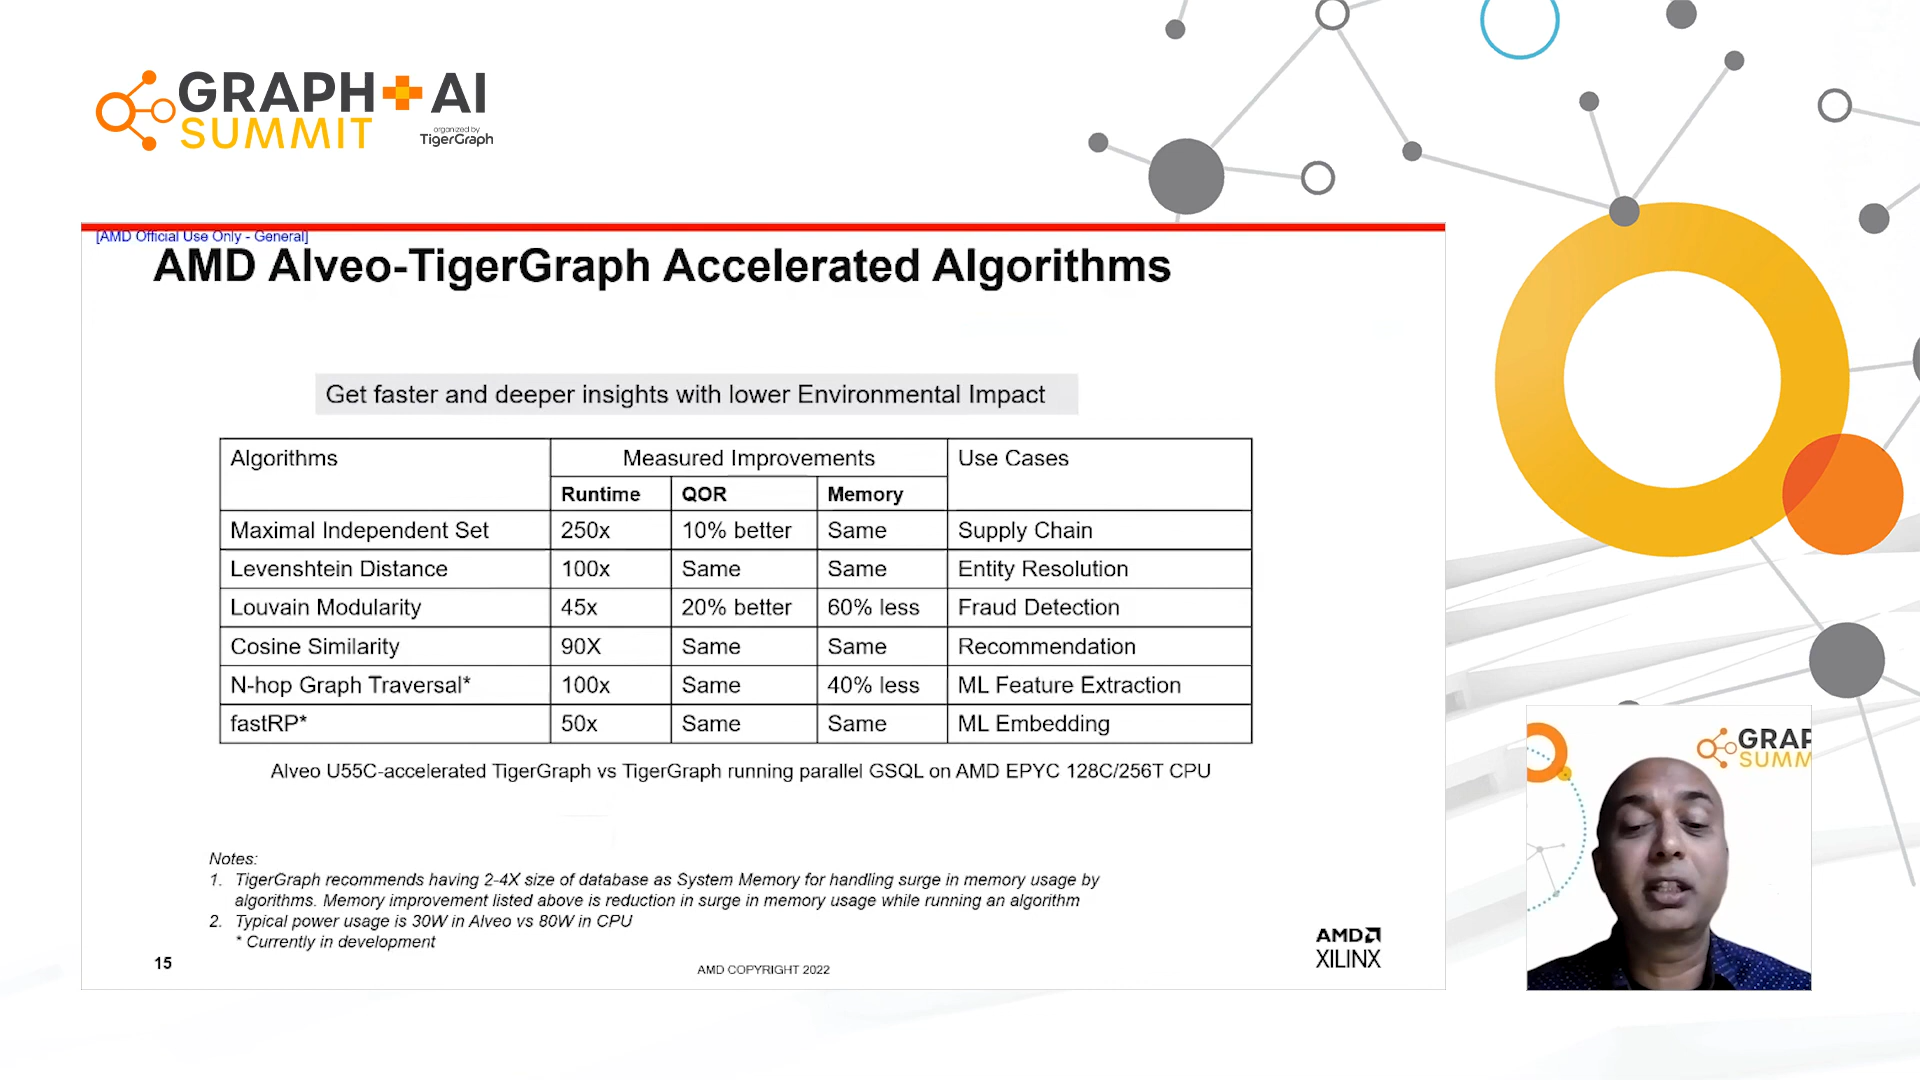 GRAPH+AI
SUMMIT
organized by
TigerGraph
[AMD Official Use Only - General]
AMD Alveo-TigerGraph Accelerated Algorithms
Get faster and deeper insights with lower Environmental Impact
Algorithms Measured Improvements Use Cases
Runtime QOR Memory
Maximal Independent Set 250x 10% better Same Supply Chain
Levenshtein Distance 100x Same Same Entity Resolution
Louvain Modularity 45x 20% better 60% less Fraud Detection
Cosine Similarity 90X Same Same Recommendation
N-hop Graph Traversal* 100x Same 40% less ML Feature Extraction
fastRP* 50x Same Same ML Embedding
Alveo U55C-accelerated TigerGraph vs TigerGraph running parallel GSQL on AMD EPYC 128C/256T CPU
Notes:
1. TigerGraph recommends having 2-4X size of database as System Memory for handling surge in memory usage by
algorithms. Memory improvement listed above is reduction in surge in memory usage while running an algorithm
2. Typical power usage is 30W in Alveo vs 80W in CPU
* Currently in development
15
AMD COPYRIGHT 2022
AMD
XILINX
GRAP
SUMM